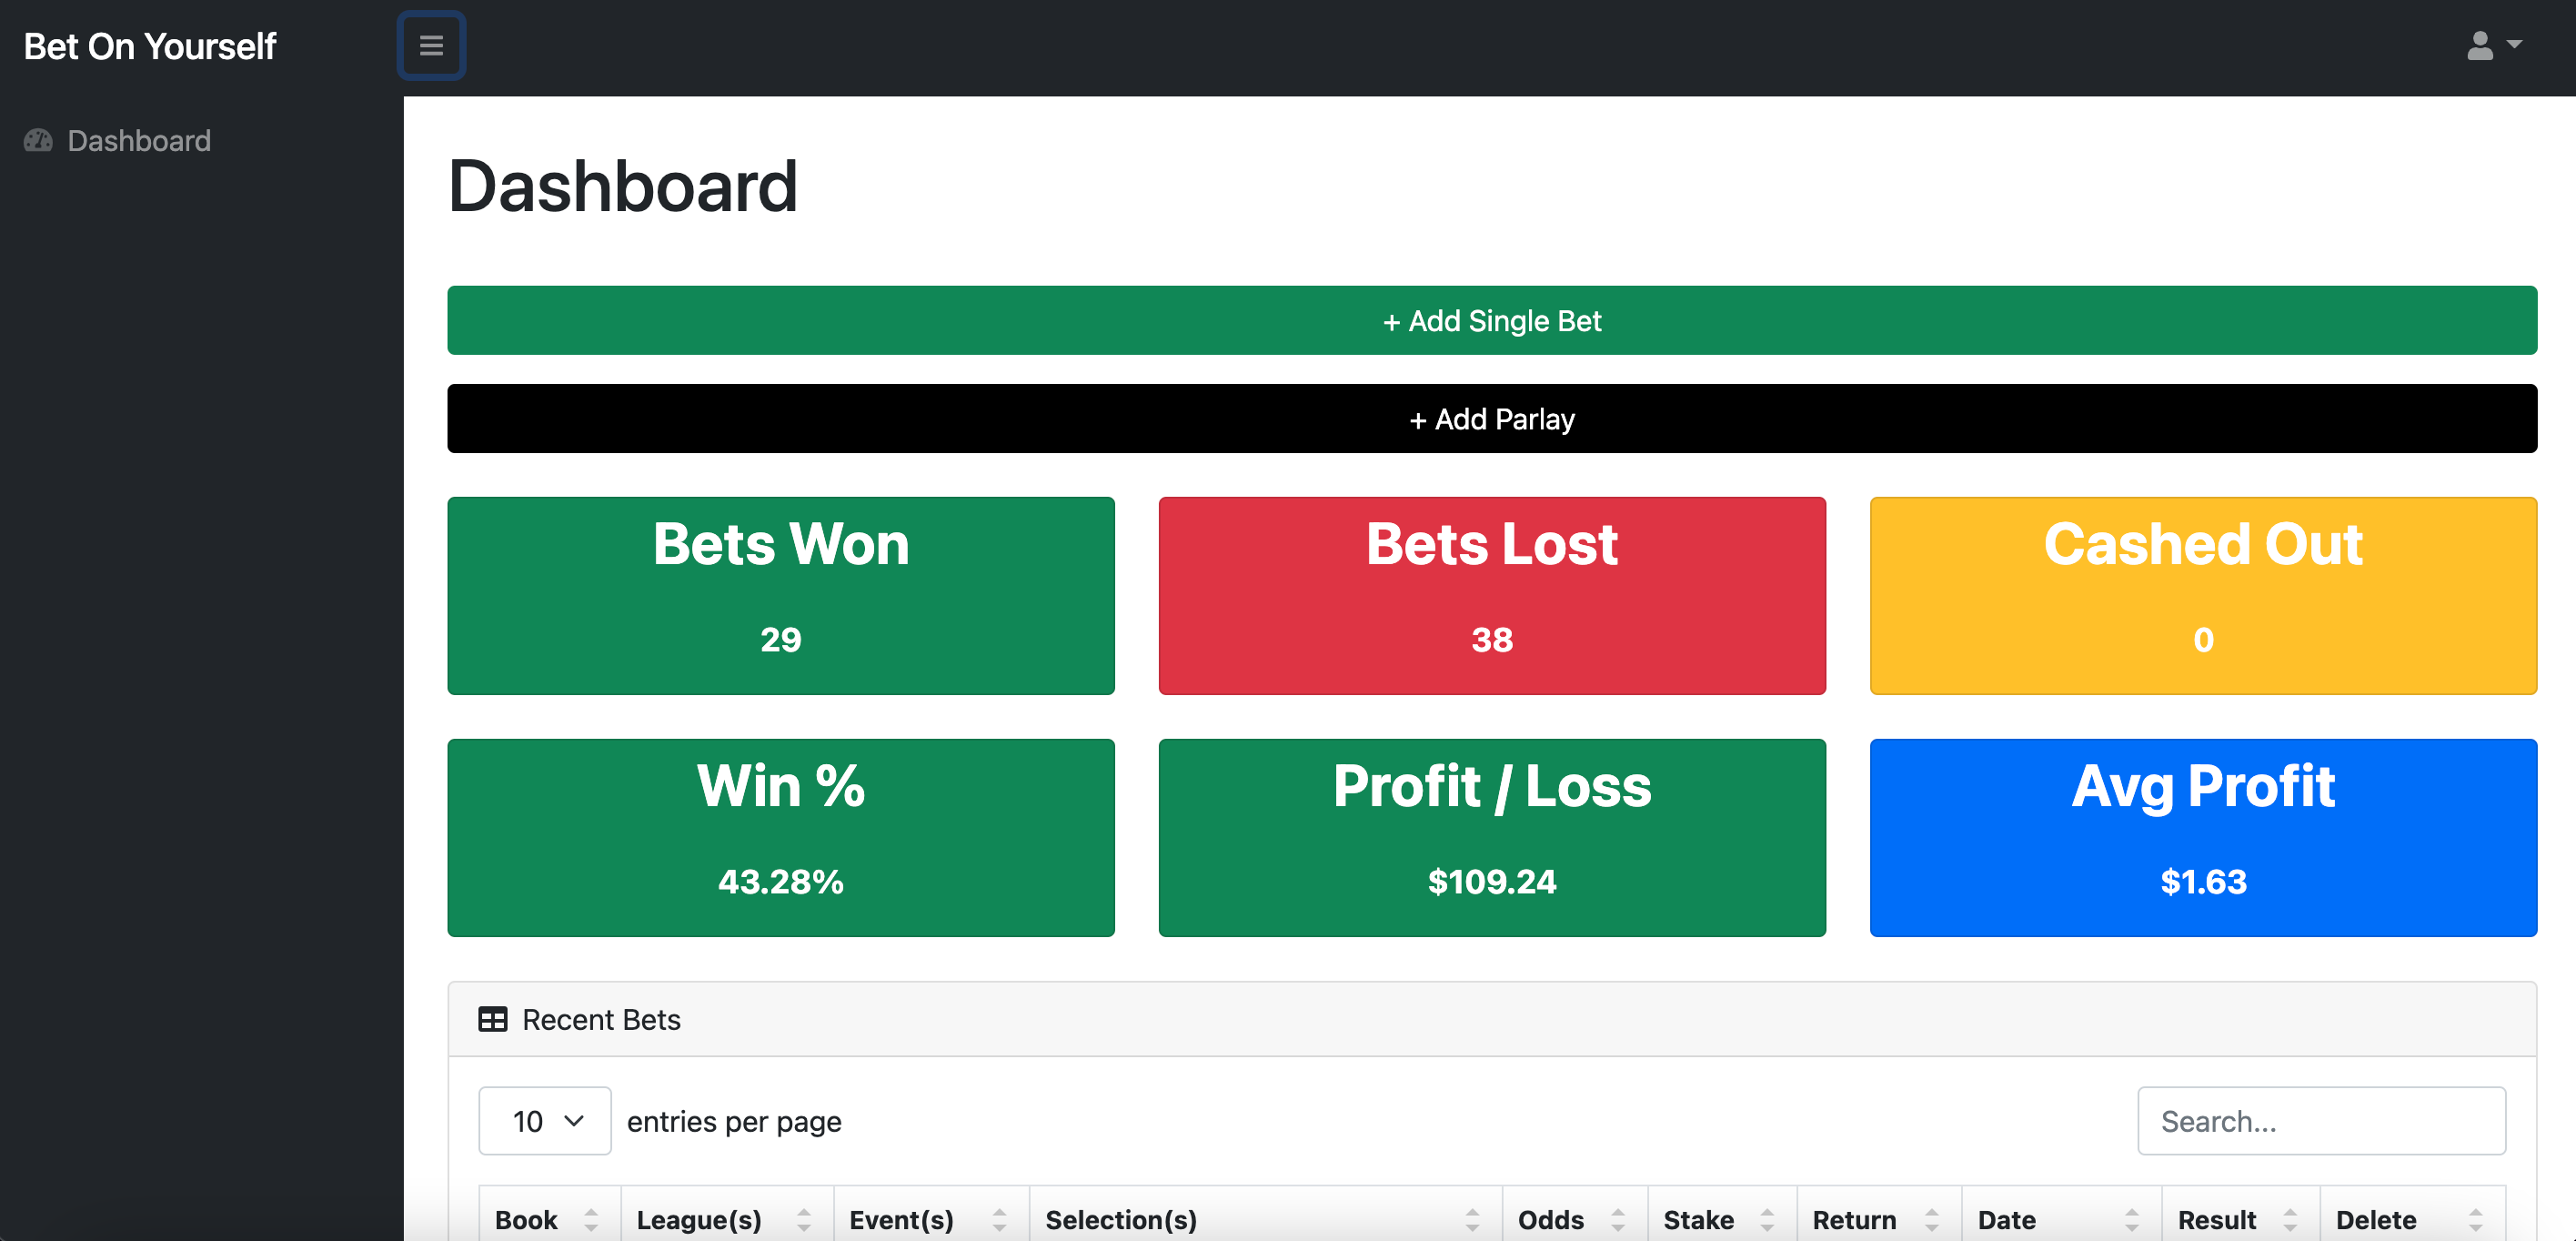 Bet On Yourself
Dashboard
Dashboard
+ Add Single Bet
+ Add Parlay
Bets Won
29
Bets Lost
38
Cashed Out
0
Win %
43.28%
Profit / Loss
$109.24
Avg Profit
$1.63
Recent Bets
10 entries per page
Search...
Book League(s) Event(s) Selection(s) Odds Stake Return Date Result Delete